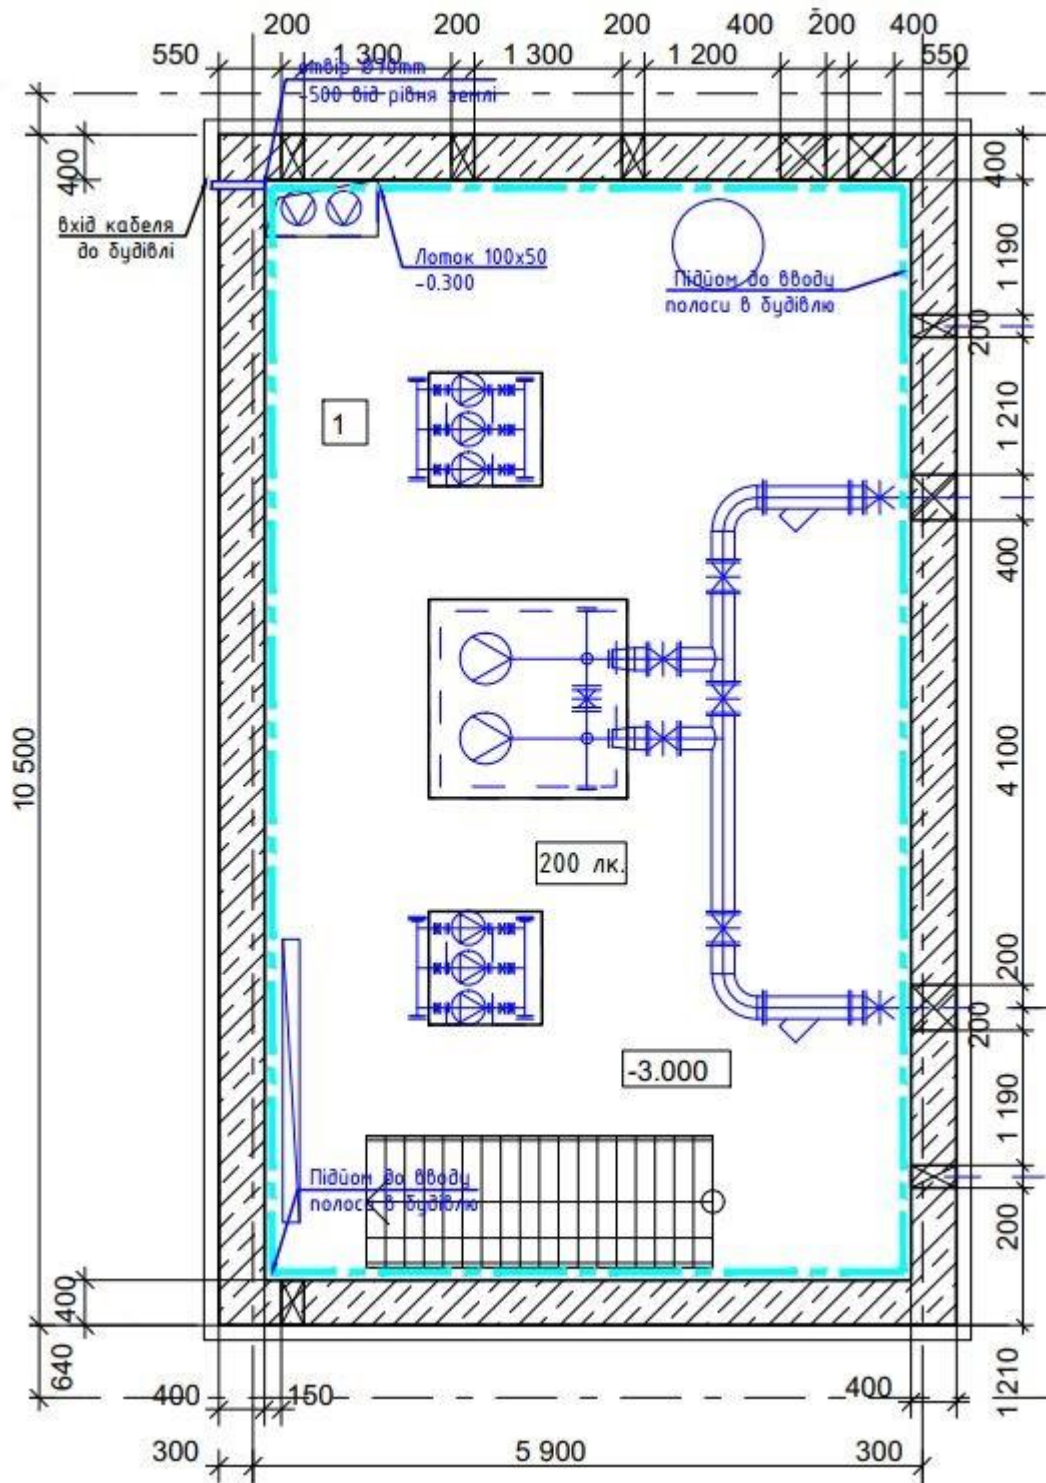 200 200 200 400 200 400
550 1 300 1 300 1 200 550
отвір Ø70mm
-500 від рівня землі
400
400
вхід кабеля
до будівлі
Лоток 100x50
-0.300
Підйом до вводу
полоси в будівлю
1 190
200
1
1 210
400
10 500
4 100
200 лк.
200
200
-3.000
1 190
Підйом до вводу
полоси в будівлю
200
400
640
400
150
400
1210
300
5 900
300